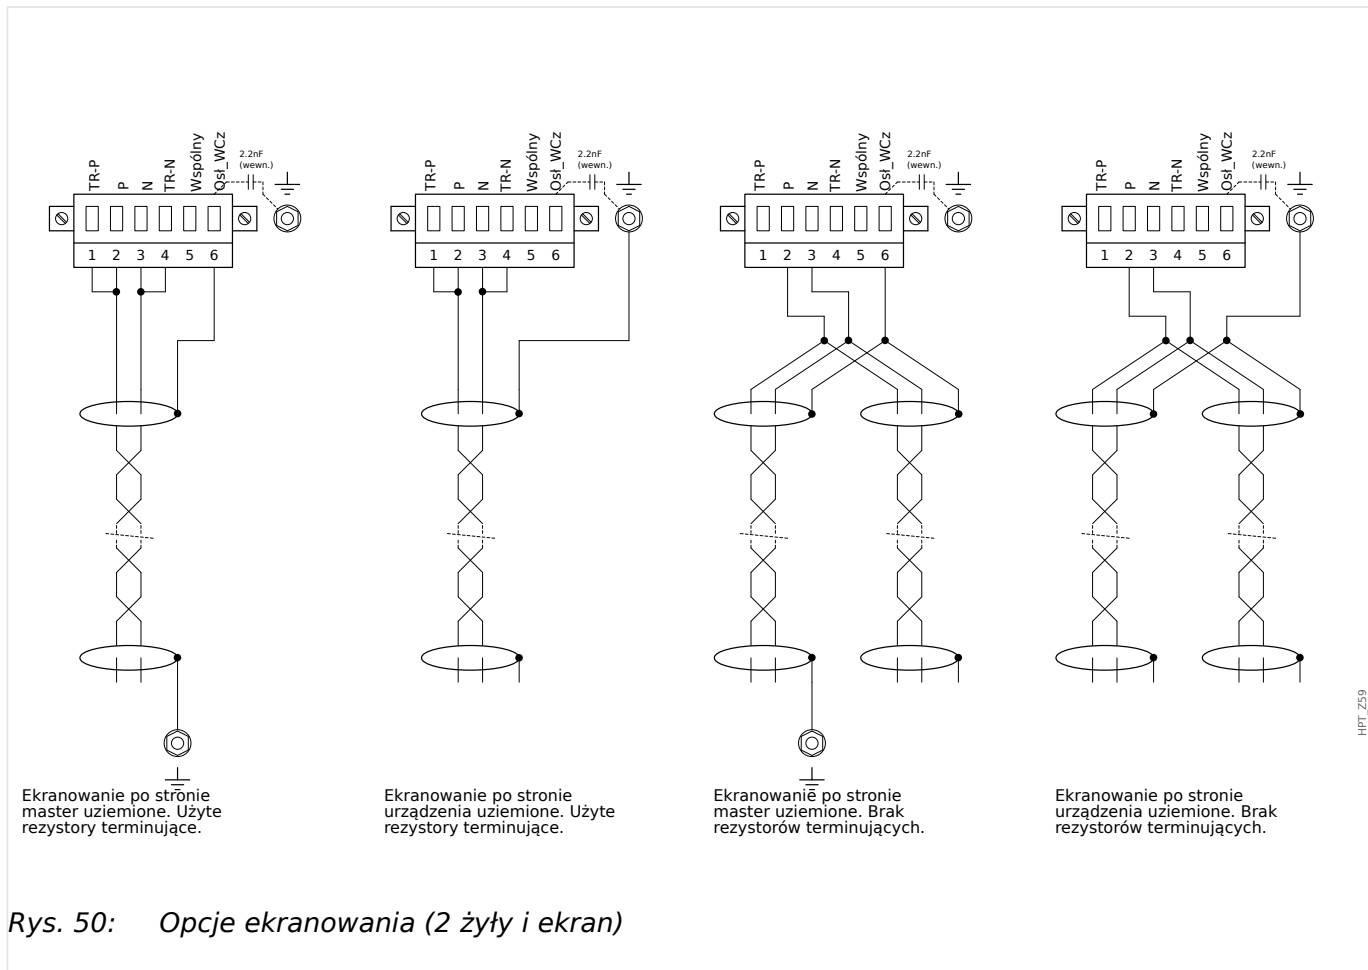 TR-P
P
N
TR-N
Wspólny
Osł_WCz
2.2nF
(wewn.)
1 2 3 4 5 6
TR-P
P
N
TR-N
Wspólny
Osł_WCz
2.2nF
(wewn.)
1 2 3 4 5 6
TR-P
P
N
TR-N
Wspólny
Osł_WCz
2.2nF
(wewn.)
1 2 3 4 5 6
TR-P
P
N
TR-N
Wspólny
Osł_WCz
2.2nF
(wewn.)
1 2 3 4 5 6
HPT_Z59
Ekranowanie po stronie
master uziemione. Użyte
rezystory terminujące.
Ekranowanie po stronie
urządzenia uziemione. Użyte
rezystory terminujące.
Ekranowanie po stronie
master uziemione. Brak
rezystorów terminujących.
Ekranowanie po stronie
urządzenia uziemione. Brak
rezystorów terminujących.
Rys. 50: Opcje ekranowania (2 żyły i ekran)